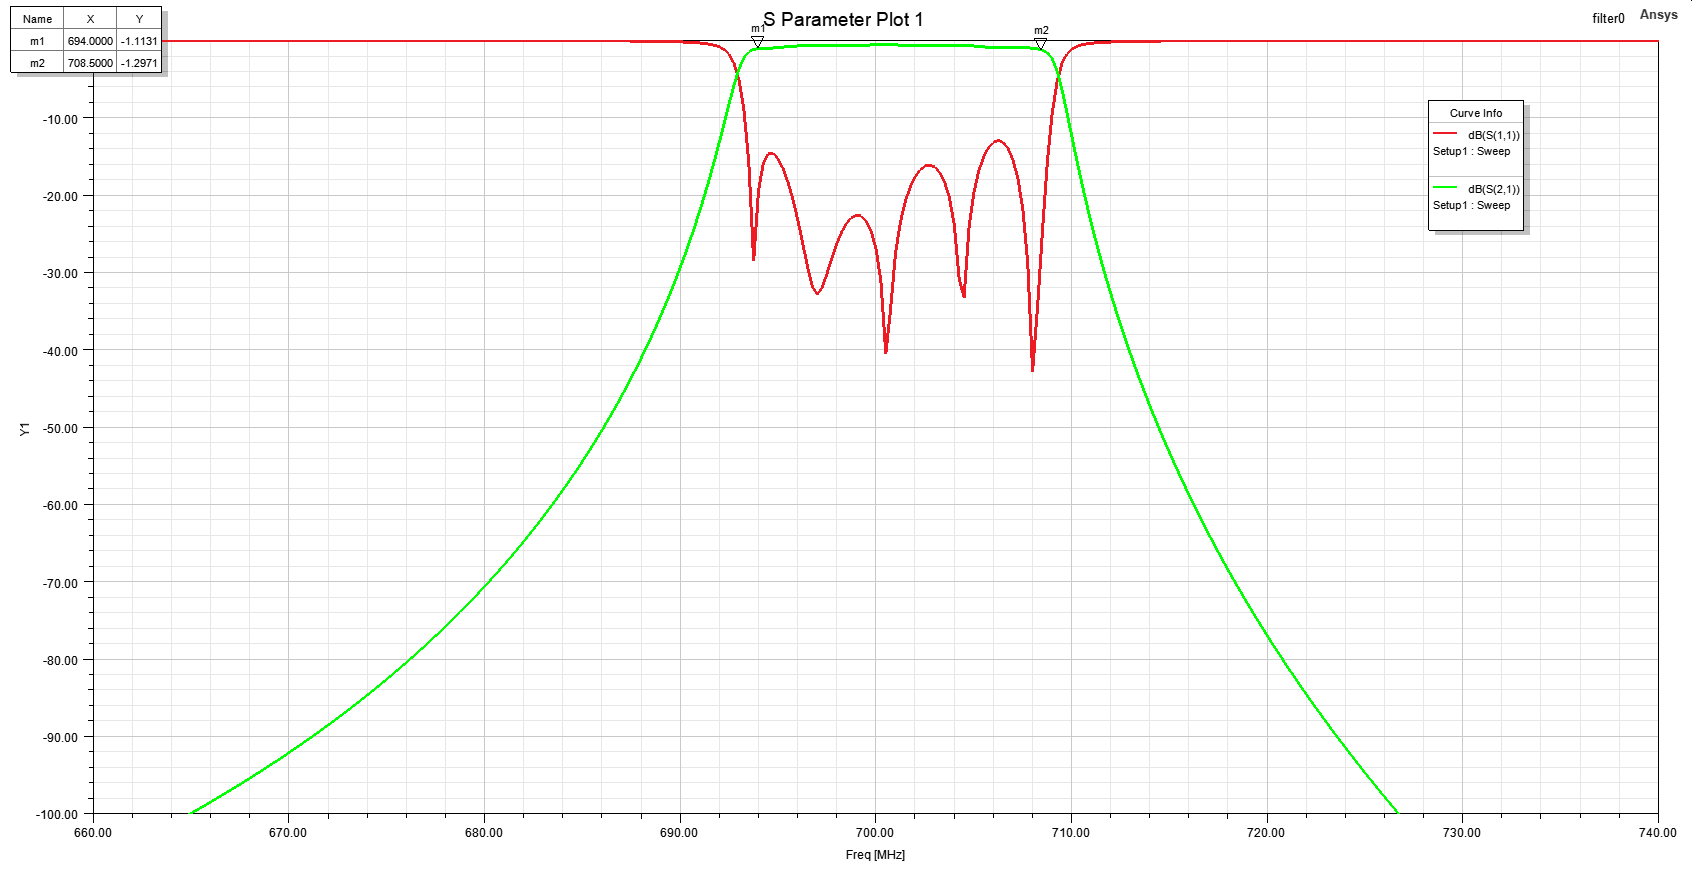 S Parameter Plot 1
filter0
Ansys
Name X Y
m1 694.0000 -1.1131
m2 708.5000 -1.2971
m1
m2
Curve Info
dB(S(1,1))
Setup1 : Sweep
dB(S(2,1))
Setup1 : Sweep
Y1
-10.00
-20.00
-30.00
-40.00
-50.00
-60.00
-70.00
-80.00
-90.00
-100.00
660.00 670.00 680.00 690.00 700.00 710.00 720.00 730.00 740.00
Freq [MHz]